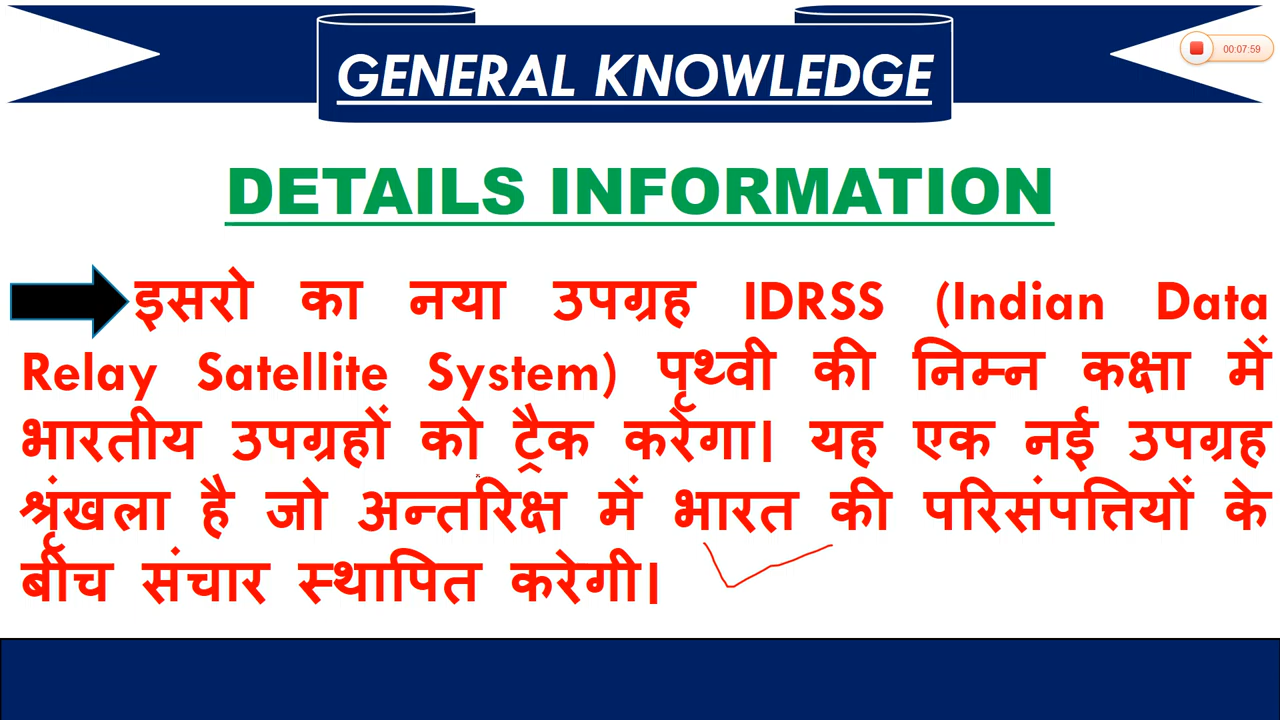 GENERAL KNOWLEDGE
00:07:59
DETAILS INFORMATION
इसरो का नया उपग्रह IDRSS (Indian Data
Relay Satellite System) पृथ्वी की निम्न कक्षा में
भारतीय उपग्रहों को ट्रैक करेगा। यह एक नई उपग्रह
श्रृंखला है जो अन्तरिक्ष में भारत की परिसंपत्तियों के
बीच संचार स्थापित करेगी।